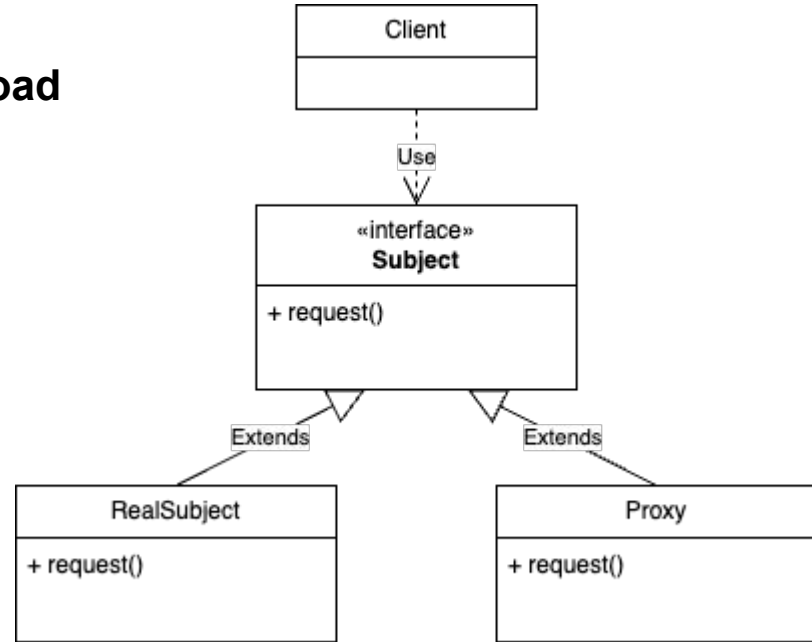 Client
oad
Use
«interface»
Subject
+ request()
Extends
Extends
RealSubject
Proxy
+ request()
+ request()